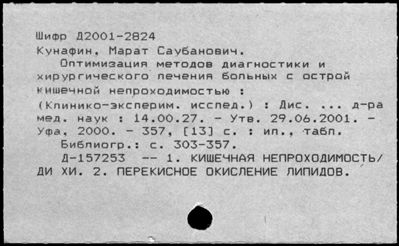 Шифр Д2001-2824
Кунафин, Марат Саубанович.
Оптимизация методов диагностики и
хирургического лечения больных с острой
кишечной непроходимостью :
(Клинико-эксперим. исслед.) : Дис. ... д-ра
мед. наук : 14.00.27. - Утв. 29.06.2001. -
Уфа, 2000. - 357, [13] с. : ил., табл.
Библиогр.: с. 303-357.
Д-157253 -- 1. КИШЕЧНАЯ НЕПРОХОДИМОСТЬ/
ДИ ХИ. 2. ПЕРЕКИСНОЕ ОКИСЛЕНИЕ ЛИПИДОВ.